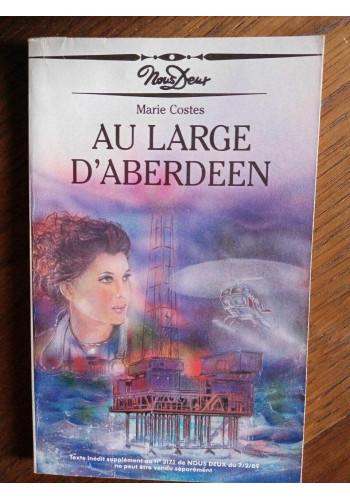 Nous Deux
Marie Costes
AU LARGE
D'ABERDEEN
Texte inédit supplément au n° 2172 de NOUS DEUX du 7/2/89
ne peut être vendu séparément